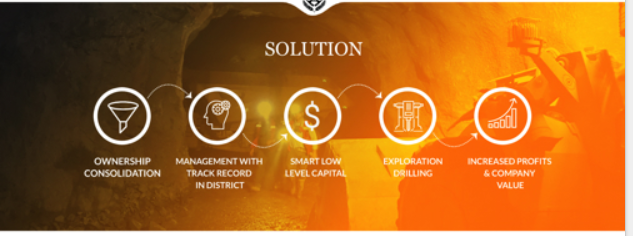 SOLUTION
$
OWNERSHIP
CONSOLIDATION
MANAGEMENT WITH
TRACK RECORD
IN DISTRICT
SMART LOW
LEVEL CAPITAL
EXPLORATION
DRILLING
INCREASED PROFITS
& COMPANY
VALUE